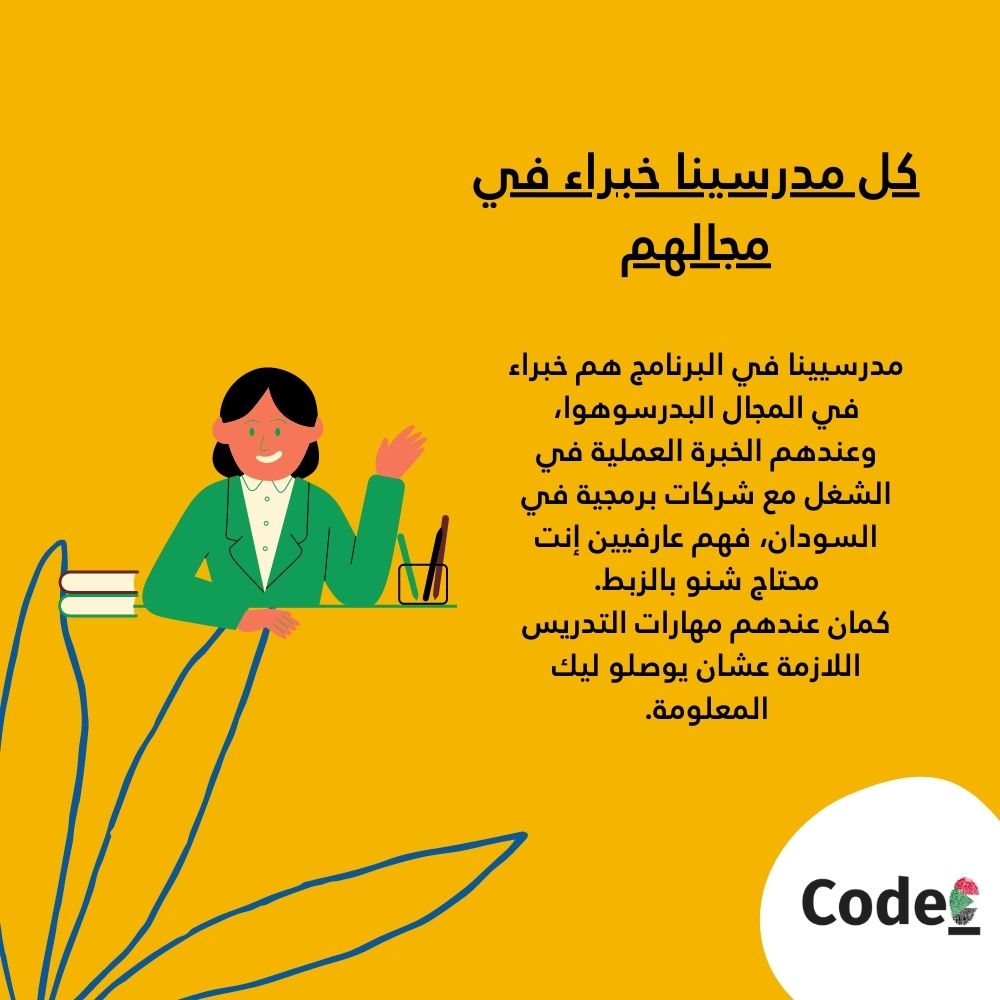 كل مدرسينا خبراء في
مجالهم
مدرسيينا في البرنامج هم خبراء
في المجال البدرسوهوا،
وعندهم الخبرة العملية في
الشغل مع شركات برمجية في
السودان، فهم عارفيين إنت
محتاج شنو بالزبط.
كمان عندهم مهارات التدريس
اللازمة عشان يوصلو ليك
المعلومة.
Code